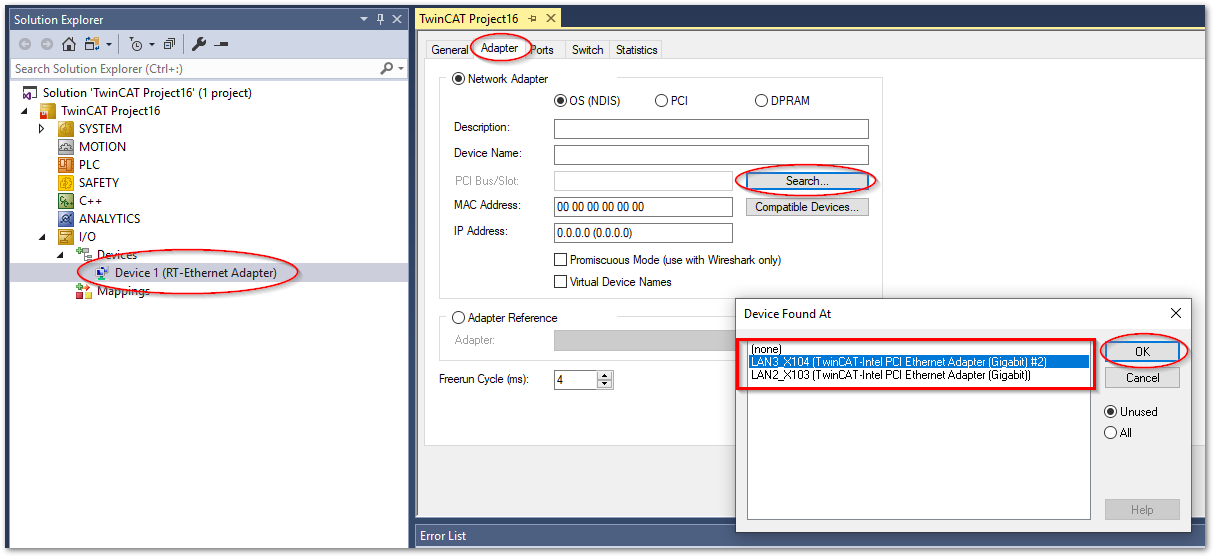 Solution Explorer
Search Solution Explorer (Ctrl+;)
Solution 'TwinCAT Project16' (1 project)
TwinCAT Project16
SYSTEM
MOTION
PLC
SAFETY
C++
ANALYTICS
I/O
Devices
Device 1 (RT-Ethernet Adapter)
Mappings
TwinCAT Project16
General Adapter Ports Switch Statistics
Network Adapter
OS (NDIS) PCI DPRAM
Description:
Device Name:
PCI Bus/Slot: Search...
MAC Address: 00 00 00 00 00 00 Compatible Devices...
IP Address: 0.0.0.0 (0.0.0.0)
Promiscuous Mode (use with Wireshark only)
Virtual Device Names
Adapter Reference
Adapter:
Freerun Cycle (ms): 4
Device Found At
(none)
LAN3_X104 (TwinCAT-Intel PCI Ethernet Adapter (Gigabit) #2)
LAN2_X103 (TwinCAT-Intel PCI Ethernet Adapter (Gigabit))
OK
Cancel
Unused
All
Help
Error List